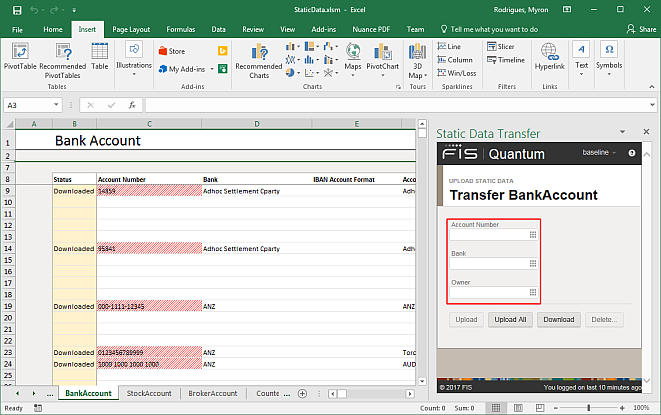 StaticData.xlsm - Excel
Rodrigues, Myron
File Home Insert Page Layout Formulas Data Review View Add-ins Nuance PDF Team Tell me what you want to do Share
PivotTable Recommended PivotTables Table
Illustrations
Store
My Add-ins
Recommended Charts
Maps PivotChart
3D Map
Line
Column
Win/Loss
Slicer
Timeline
Hyperlink
Text
Symbols
Tables Add-ins Charts Tours Sparklines Filters Links
A3 fx
A B C D E
1 Bank Account
2
7
8 Status Account Number Bank IBAN Account Format Acco
9 Downloaded 34859 Adhoc Settlement Cparty Adh
10
11
12
13
14 Downloaded 95841 Adhoc Settlement Cparty Adh
15
16
17
18
19 Downloaded 000-1111-12345 ANZ ANZ
20
21
22
23 Downloaded 0123456789999 ANZ Toro
24 Downloaded 1000 1000 1000 1000 ANZ AUD
25
26
Static Data Transfer
FIS Quantum
baseline
UPLOAD STATIC DATA
Transfer BankAccount
Account Number
Bank
Owner
Upload Upload All Download Delete...
© 2017 FIS You logged on last 10 minutes ago
... BankAccount StockAccount BrokerAccount Counte ...
Ready Count: 0 Sum: 0 100%